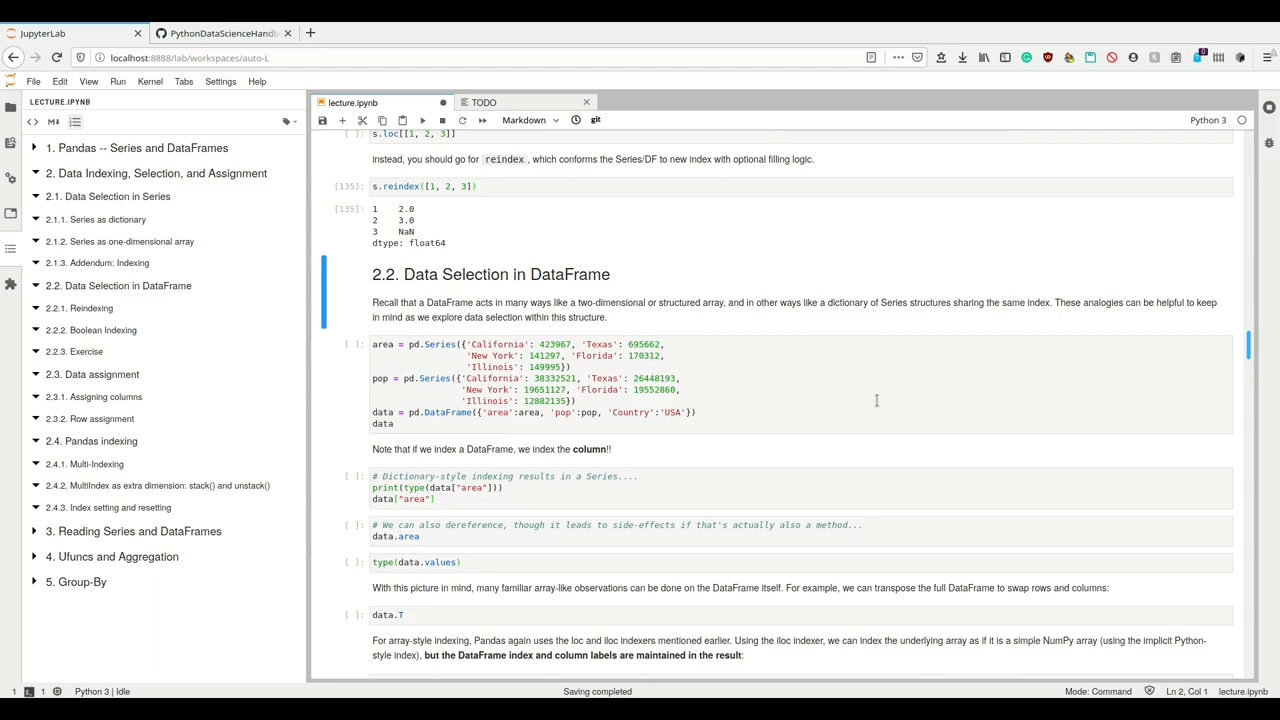 JupyterLab
PythonDataScienceHandb
localhost:8888/lab/workspaces/auto-L
File Edit View Run Kernel Tabs Settings Help
LECTURE.IPYNB
1. Pandas -- Series and DataFrames
2. Data Indexing, Selection, and Assignment
2.1. Data Selection in Series
2.1.1. Series as dictionary
2.1.2. Series as one-dimensional array
2.1.3. Addendum: Indexing
2.2. Data Selection in DataFrame
2.2.1. Reindexing
2.2.2. Boolean Indexing
2.2.3. Exercise
2.3. Data assignment
2.3.1. Assigning columns
2.3.2. Row assignment
2.4. Pandas indexing
2.4.1. Multi-Indexing
2.4.2. MultiIndex as extra dimension: stack() and unstack()
2.4.3. Index setting and resetting
3. Reading Series and DataFrames
4. Ufuncs and Aggregation
5. Group-By
lecture.ipynb
TODO
Markdown git Python 3
[ ]: s.loc[[1, 2, 3]]
instead, you should go for reindex, which conforms the Series/DF to new index with optional filling logic.
[135]: s.reindex([1, 2, 3])
[135]: 1 2.0
2 3.0
3 NaN
dtype: float64
2.2. Data Selection in DataFrame
Recall that a DataFrame acts in many ways like a two-dimensional or structured array, and in other ways like a dictionary of Series structures sharing the same index. These analogies can be helpful to keep
in mind as we explore data selection within this structure.
[ ]: area = pd.Series({'California': 423967, 'Texas': 695662,
'New York': 141297, 'Florida': 170312,
'Illinois': 149995})
pop = pd.Series({'California': 38332521, 'Texas': 26448193,
'New York': 19651127, 'Florida': 19552860,
'Illinois': 12882135})
data = pd.DataFrame({'area':area, 'pop':pop, 'Country':'USA'})
data
Note that if we index a DataFrame, we index the column!!
[ ]: # Dictionary-style indexing results in a Series....
print(type(data["area"]))
data["area"]
[ ]: # We can also dereference, though it leads to side-effects if that's actually also a method...
data.area
[ ]: type(data.values)
With this picture in mind, many familiar array-like observations can be done on the DataFrame itself. For example, we can transpose the full DataFrame to swap rows and columns:
[ ]: data.T
For array-style indexing, Pandas again uses the loc and iloc indexers mentioned earlier. Using the iloc indexer, we can index the underlying array as if it is a simple NumPy array (using the implicit Python-
style index), but the DataFrame index and column labels are maintained in the result:
1 1 Python 3 | Idle Saving completed Mode: Command Ln 2, Col 1 lecture.ipynb